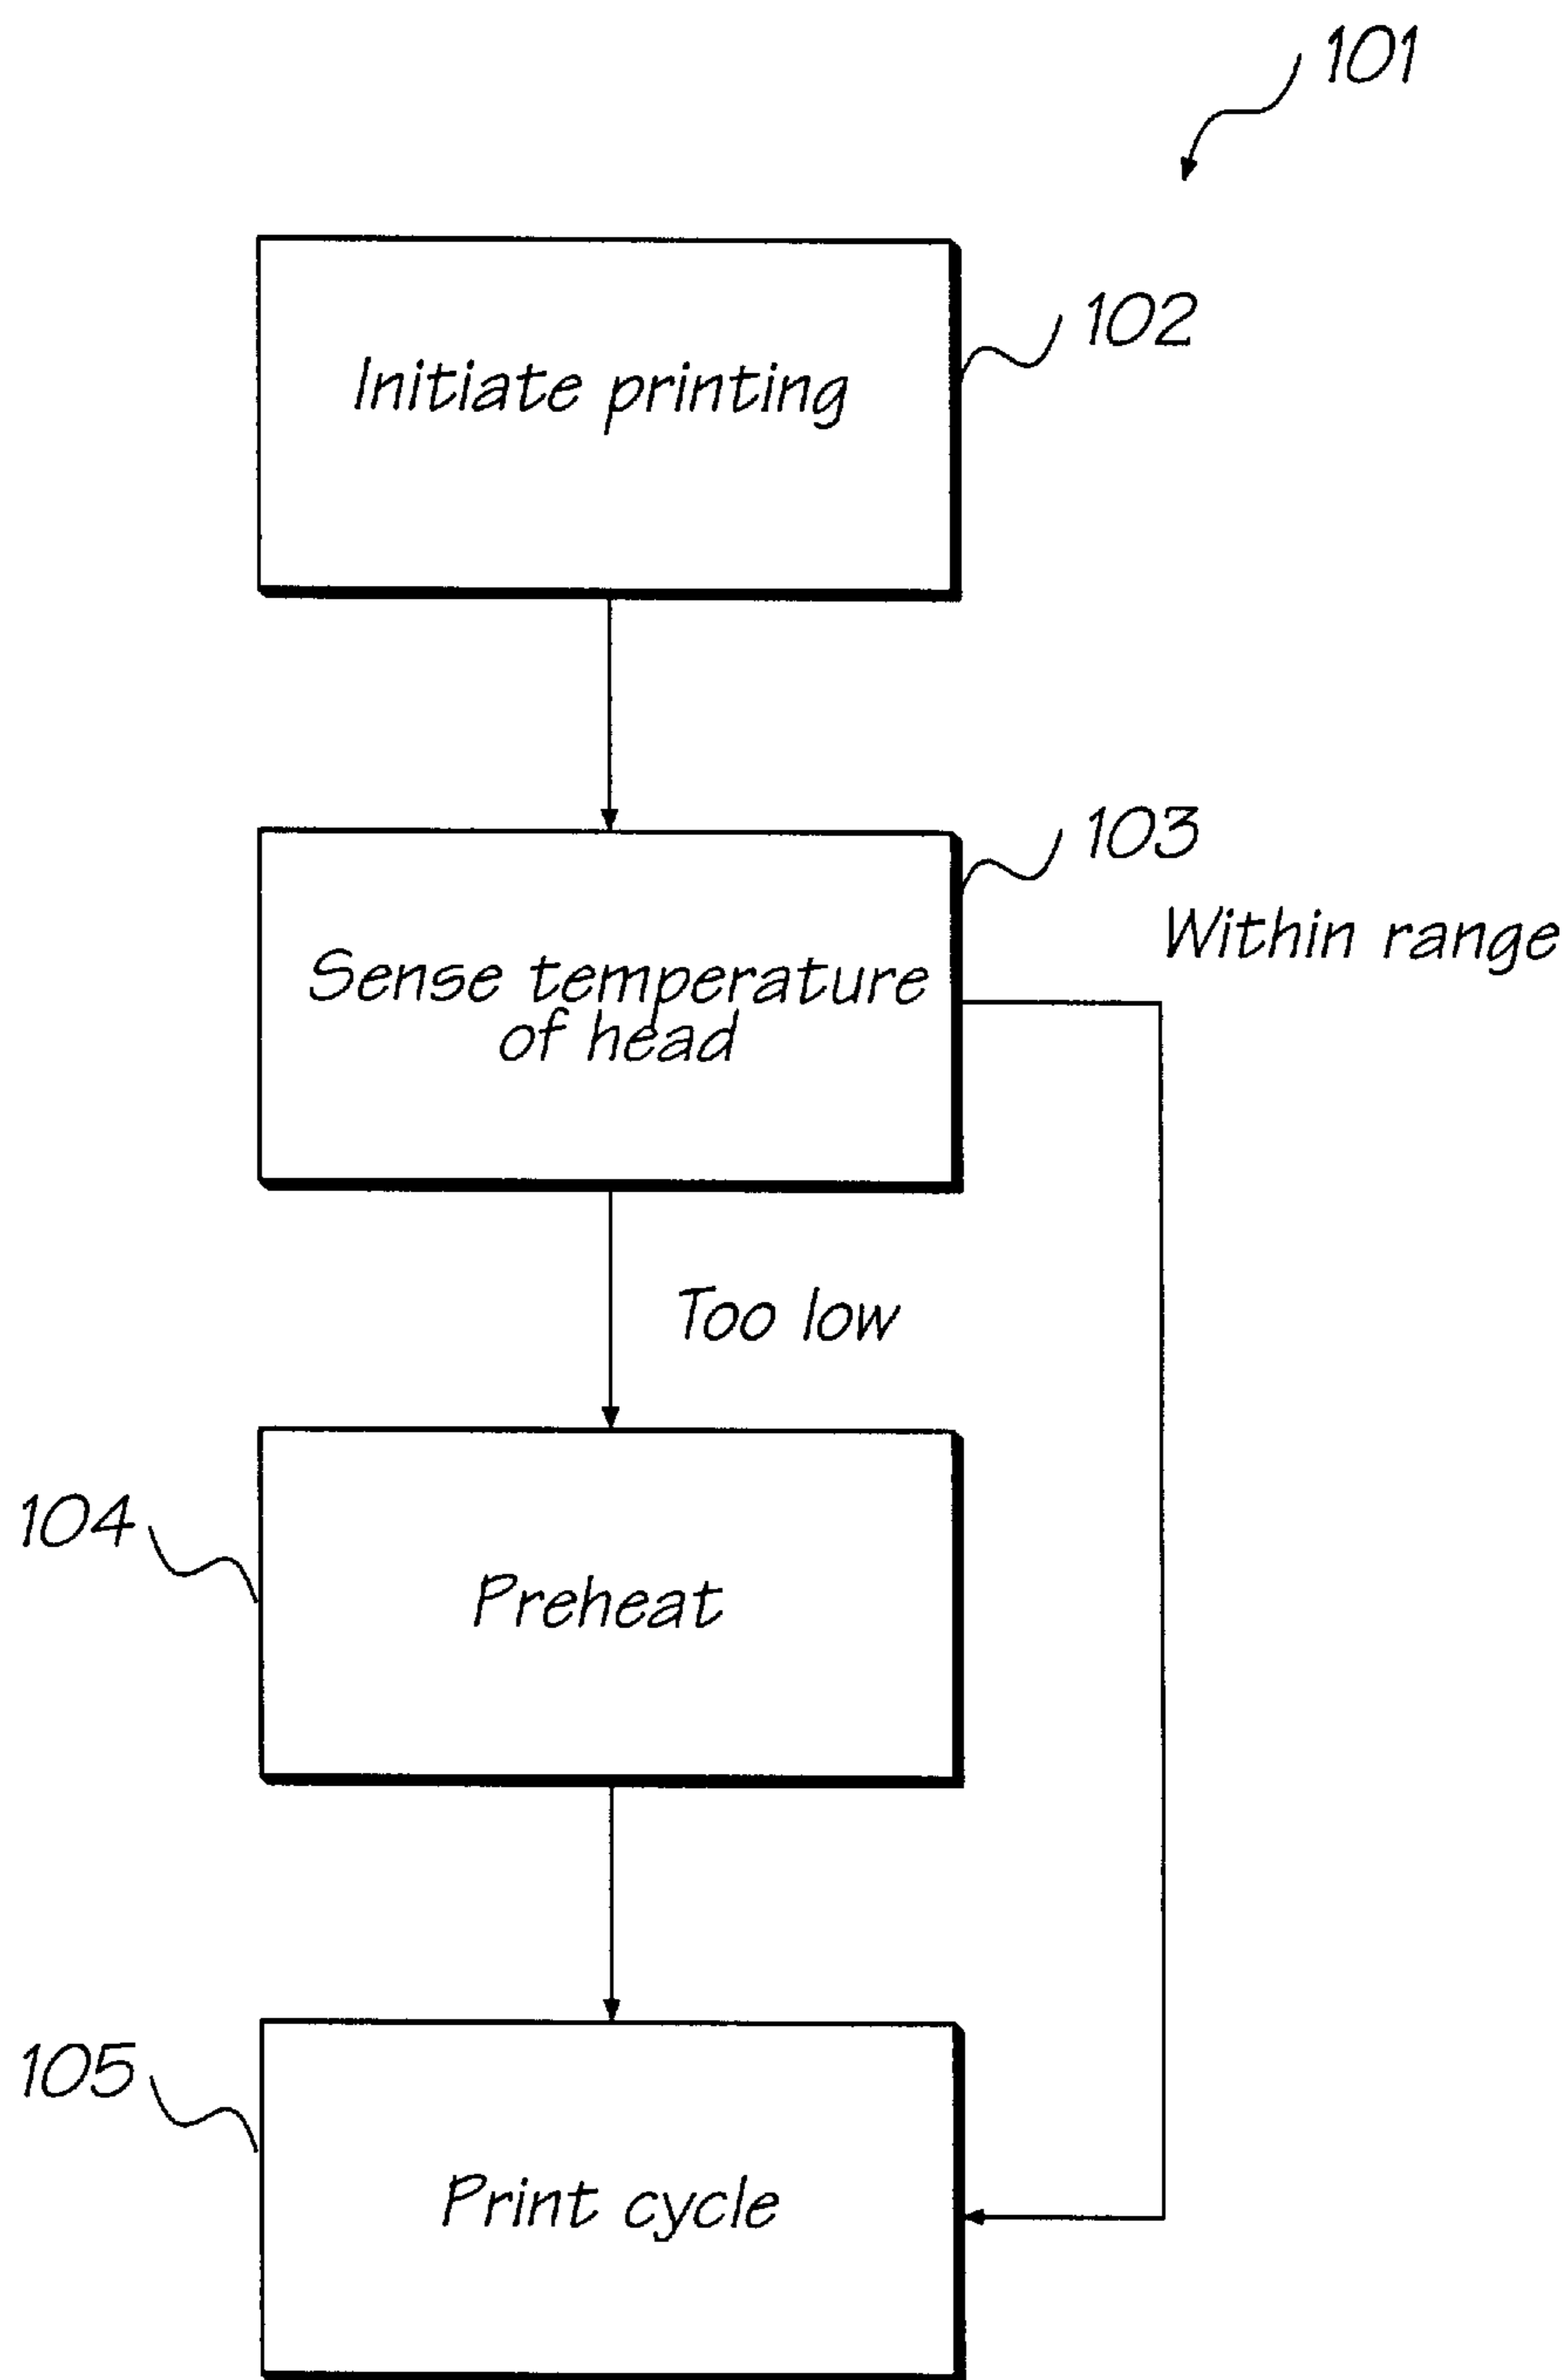 101
Initiate printing
102
103
Within range
Sense temperature
of head
Too low
104
Preheat
105
Print cycle